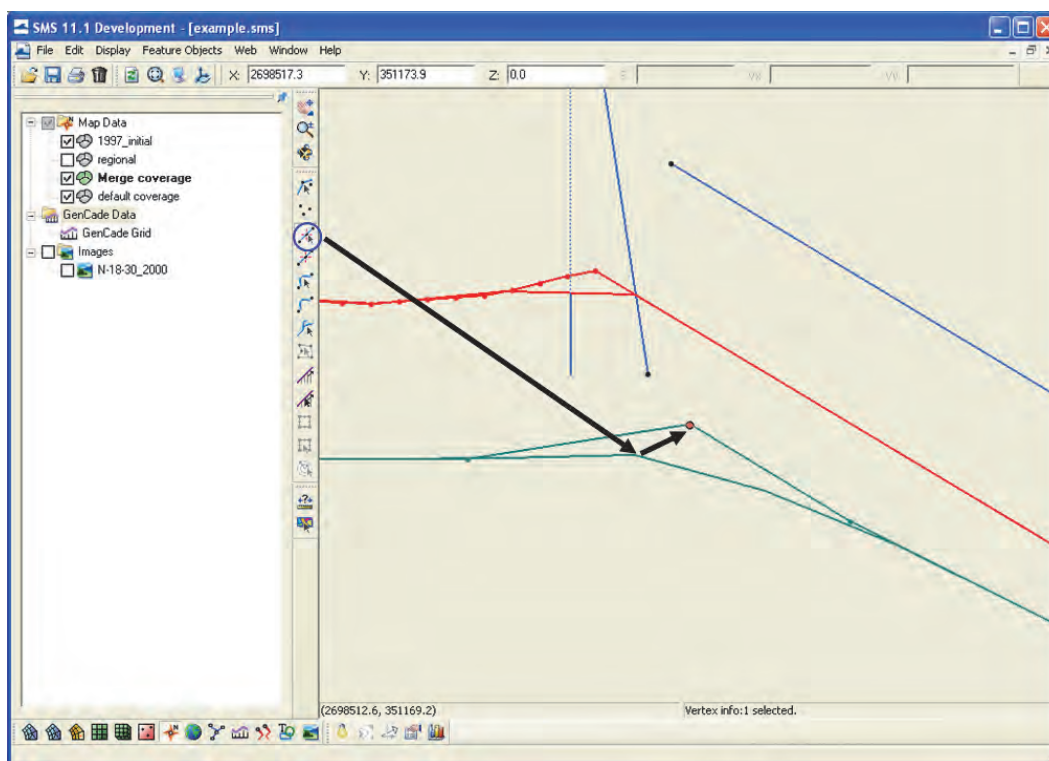 SMS 11.1 Development - [example.sms]
File Edit Display Feature Objects Web Window Help
X: 2698517.3 Y: 351173.9 Z: 0.0
Map Data
1997_initial
regional
Merge coverage
default coverage
GenCade Data
GenCade Grid
Images
N-18-30_2000
(2698512.6, 351169.2) Vertex info:1 selected.